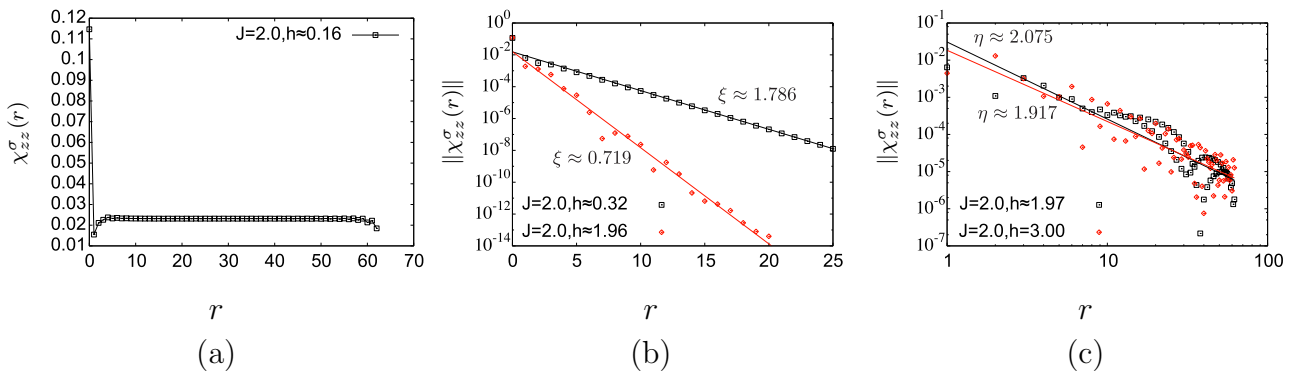 0.12
0.11
0.10
0.09
0.08
0.07
0.06
0.05
0.04
0.03
0.02
0.01
χσzz(r)
J=2.0,h≈0.16
0 10 20 30 40 50 60 70
r
(a)
10^0
10^-2
10^-4
10^-6
10^-8
10^-10
10^-12
10^-14
||χσzz(r)||
ξ ≈ 1.786
ξ ≈ 0.719
J=2.0,h≈0.32
J=2.0,h≈1.96
0 5 10 15 20 25
r
(b)
10^-1
10^-2
10^-3
10^-4
10^-5
10^-6
10^-7
||χσzz(r)||
η ≈ 2.075
η ≈ 1.917
J=2.0,h≈1.97
J=2.0,h=3.00
1 10 100
r
(c)